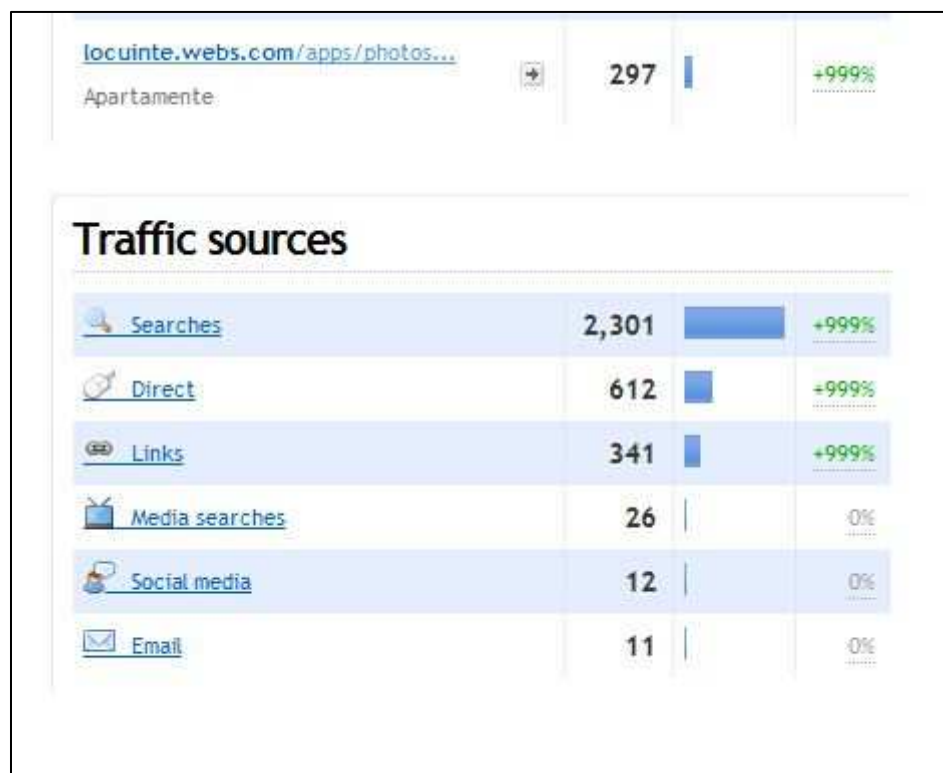 locuinte.webs.com/apps/photos...
Apartamente
297 +999%
Traffic sources
Searches 2,301 +999%
Direct 612 +999%
Links 341 +999%
Media searches 26 0%
Social media 12 0%
Email 11 0%